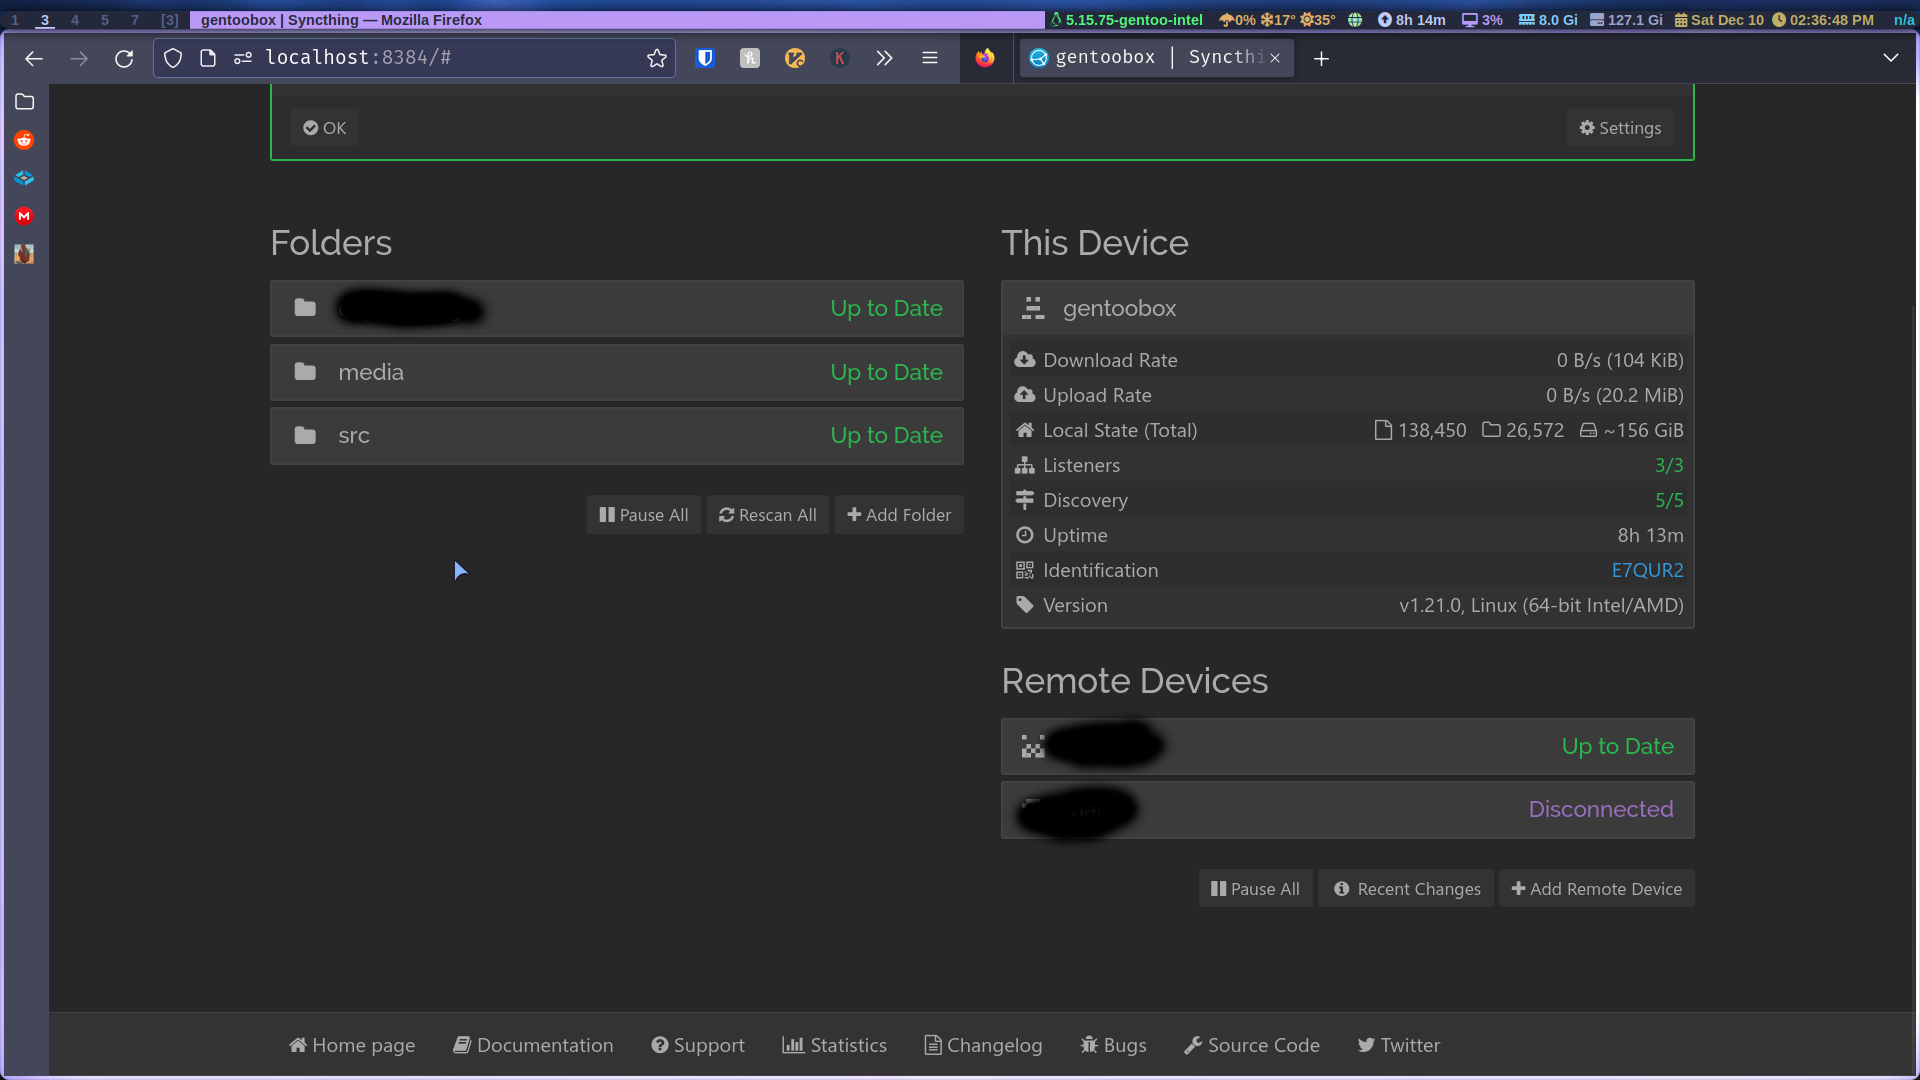 1 3 4 5 7 [3] gentoobox | Syncthing — Mozilla Firefox 5.15.75-gentoo-intel 0% 17° 35° 8h 14m 3% 8.0 Gi 127.1 Gi Sat Dec 10 02:36:48 PM n/a
localhost:8384/# gentoobox | Syncthi
OK Settings
Folders
Up to Date
media Up to Date
src Up to Date
Pause All Rescan All Add Folder
This Device
gentoobox
Download Rate 0 B/s (104 KiB)
Upload Rate 0 B/s (20.2 MiB)
Local State (Total) 138,450 26,572 ~156 GiB
Listeners 3/3
Discovery 5/5
Uptime 8h 13m
Identification E7QUR2
Version v1.21.0, Linux (64-bit Intel/AMD)
Remote Devices
Up to Date
Disconnected
Pause All Recent Changes Add Remote Device
Home page Documentation Support Statistics Changelog Bugs Source Code Twitter